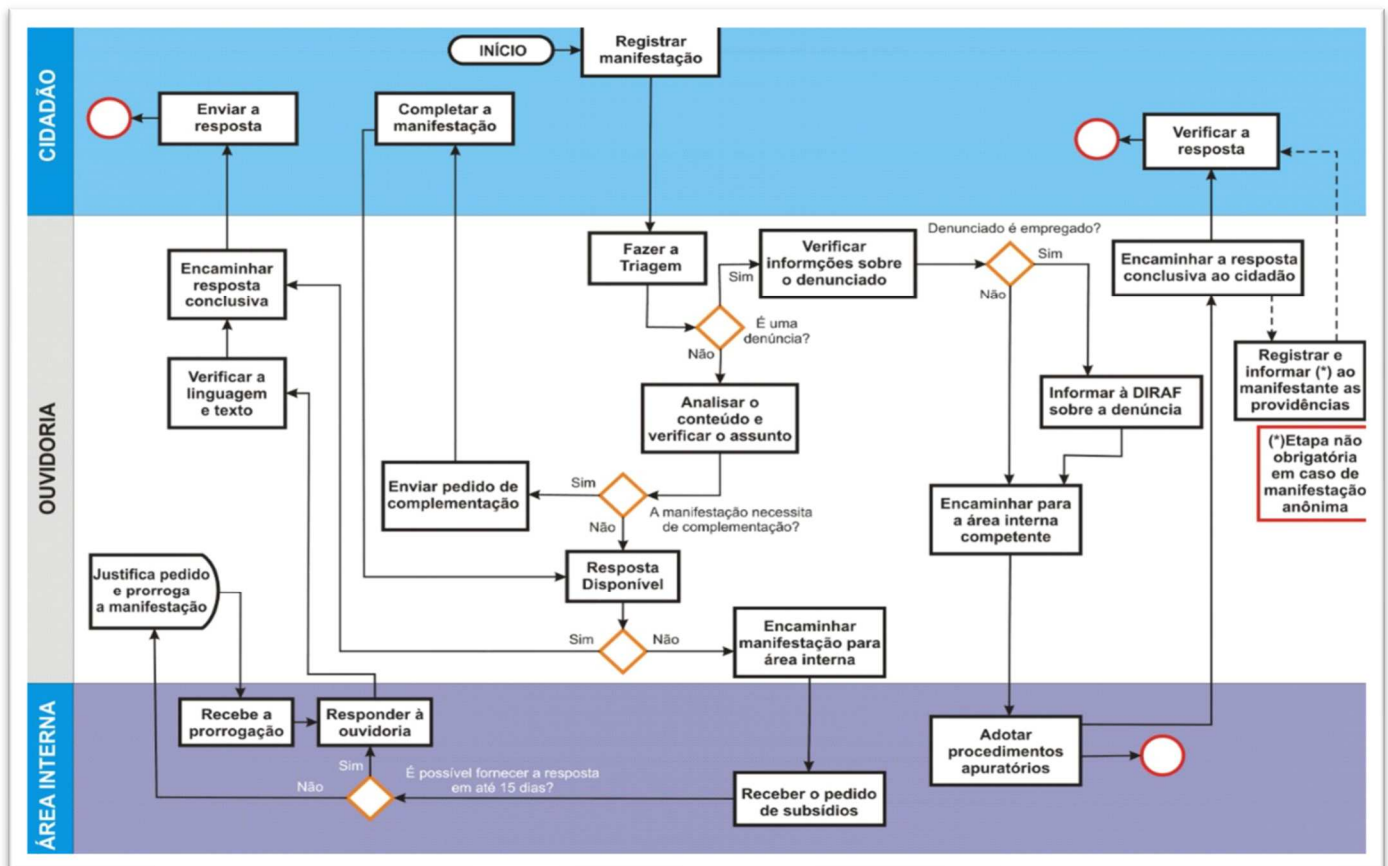 CIDADÃO
INÍCIO
Registrar
manifestação
Enviar a
resposta
Completar a
manifestação
Verificar a
resposta
OUVIDORIA
Encaminhar
resposta
conclusiva
Fazer a
Triagem
Sim
Verificar
informções sobre
o denunciado
Denunciado é empregado?
Sim
Não
Encaminhar a resposta
conclusiva ao cidadão
É uma
denúncia?
Não
Verificar a
linguagem
e texto
Analisar o
conteúdo e
verificar o assunto
Informar à DIRAF
sobre a denúncia
Registrar e
informar (*) ao
manifestante as
providências
(*)Etapa não
obrigatória
em caso de
manifestação
anônima
Enviar pedido de
complementação
Sim
A manifestação necessita
de complementação?
Não
Encaminhar para
a área interna
competente
Justifica pedido
e prorroga
a manifestação
Resposta
Disponível
Sim
Não
Encaminhar
manifestação para
área interna
ÁREA INTERNA
Recebe a
prorrogação
Responder à
ouvidoria
Sim
Não
É possível fornecer a resposta
em até 15 dias?
Receber o pedido
de subsídios
Adotar
procedimentos
apuratórios